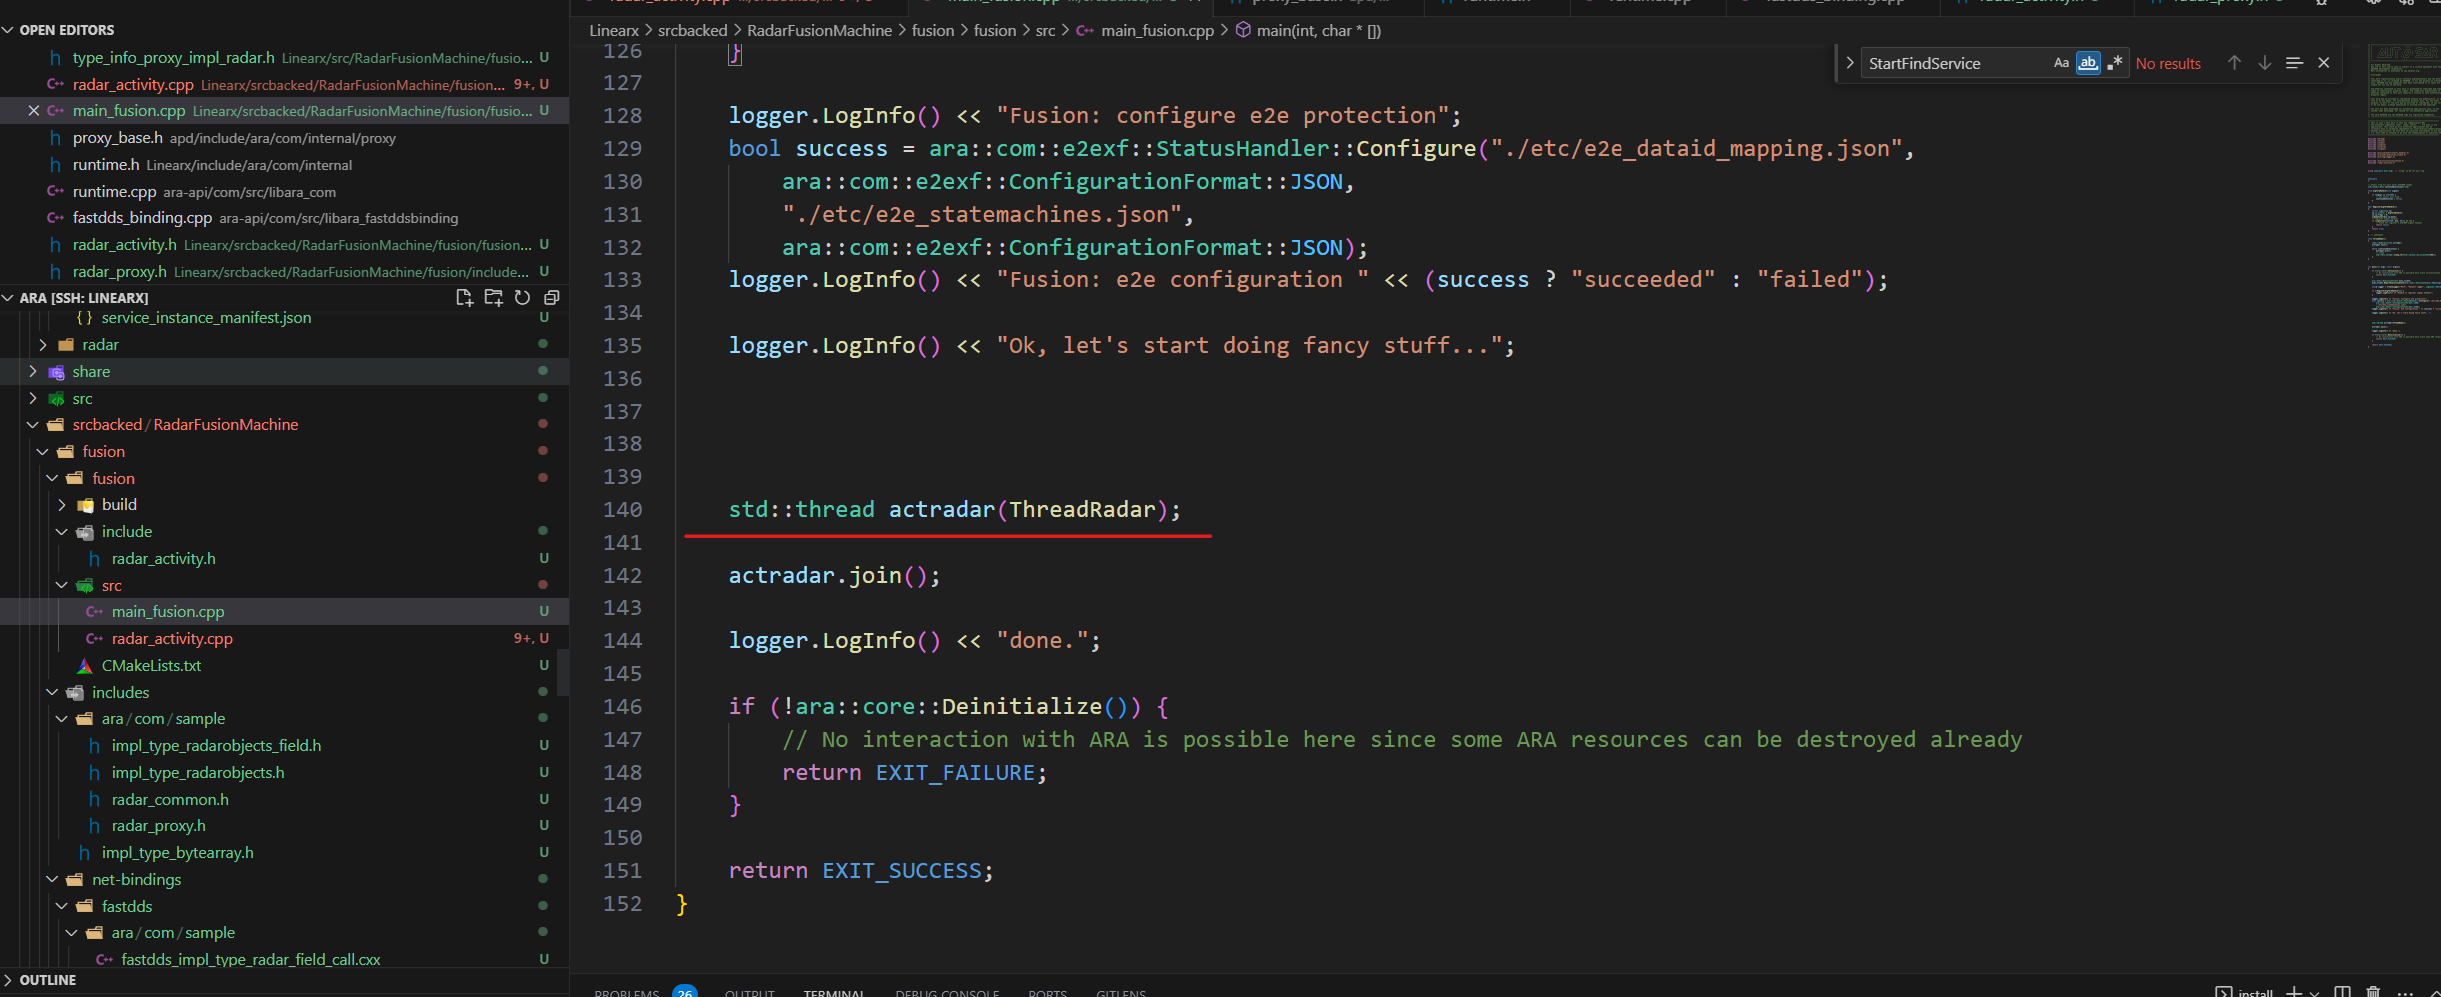 OPEN EDITORS
type_info_proxy_impl_radar.h Linearx/src/RadarFusionMachine/fusio... U
radar_activity.cpp Linearx/srcbacked/RadarFusionMachine/fusion... 9+, U
main_fusion.cpp Linearx/srcbacked/RadarFusionMachine/fusion/fusio... U
proxy_base.h apd/include/ara/com/internal/proxy
runtime.h Linearx/include/ara/com/internal
runtime.cpp ara-api/com/src/libara_com
fastdds_binding.cpp ara-api/com/src/libara_fastddsbinding
radar_activity.h Linearx/srcbacked/RadarFusionMachine/fusion/fusion... U
radar_proxy.h Linearx/srcbacked/RadarFusionMachine/fusion/include... U
ARA [SSH: LINEARX]
service_instance_manifest.json U
radar
share
src
srcbacked / RadarFusionMachine
fusion
fusion
build
include
radar_activity.h U
src
main_fusion.cpp U
radar_activity.cpp 9+, U
CMakeLists.txt U
includes
ara / com / sample
impl_type_radarobjects_field.h U
impl_type_radarobjects.h U
radar_common.h U
radar_proxy.h U
impl_type_bytearray.h U
net-bindings
fastdds
ara / com / sample
fastdds_impl_type_radar_field_call.cxx U
OUTLINE
Linearx > srcbacked > RadarFusionMachine > fusion > fusion > src > main_fusion.cpp > main(int, char * [])
StartFindService Aa ab .* No results
126 }
127
128 logger.LogInfo() << "Fusion: configure e2e protection";
129 bool success = ara::com::e2exf::StatusHandler::Configure("./etc/e2e_dataid_mapping.json",
130 ara::com::e2exf::ConfigurationFormat::JSON,
131 "./etc/e2e_statemachines.json",
132 ara::com::e2exf::ConfigurationFormat::JSON);
133 logger.LogInfo() << "Fusion: e2e configuration " << (success ? "succeeded" : "failed");
134
135 logger.LogInfo() << "Ok, let's start doing fancy stuff...";
136
137
138
139
140 std::thread actradar(ThreadRadar);
141
142 actradar.join();
143
144 logger.LogInfo() << "done.";
145
146 if (!ara::core::Deinitialize()) {
147 // No interaction with ARA is possible here since some ARA resources can be destroyed already
148 return EXIT_FAILURE;
149 }
150
151 return EXIT_SUCCESS;
152 }
PROBLEMS 26 OUTPUT TERMINAL DEBUG CONSOLE PORTS GITLENS install